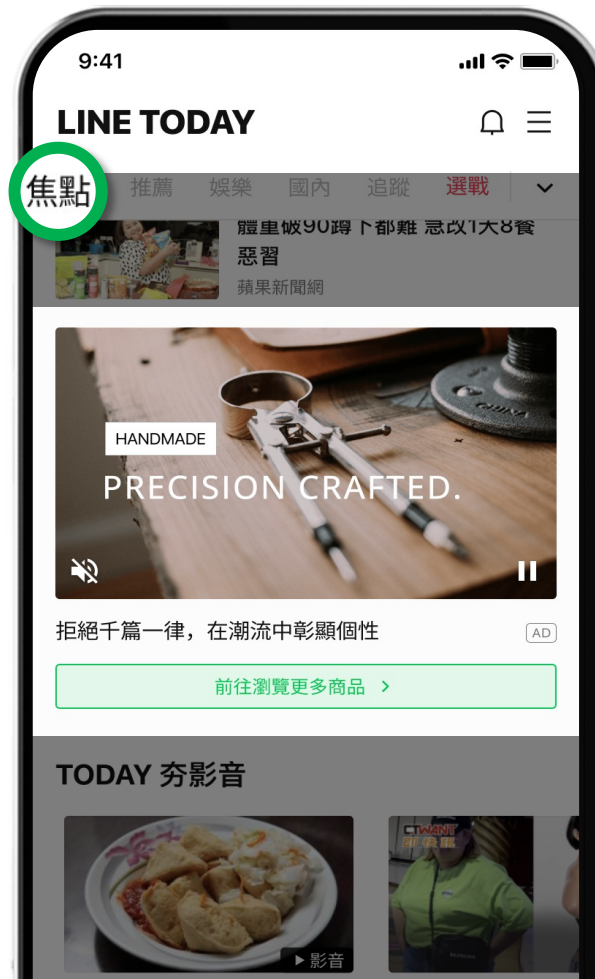 9:41
LINE TODAY
焦點 推薦 娛樂 國內 追蹤 選戰
體重破90蹲下都難 急改1天8餐
惡習
蘋果新聞網
HANDMADE
PRECISION CRAFTED.
拒絕千篇一律，在潮流中彰顯個性
AD
前往瀏覽更多商品 >
TODAY 夯影音
CTWANT
影音